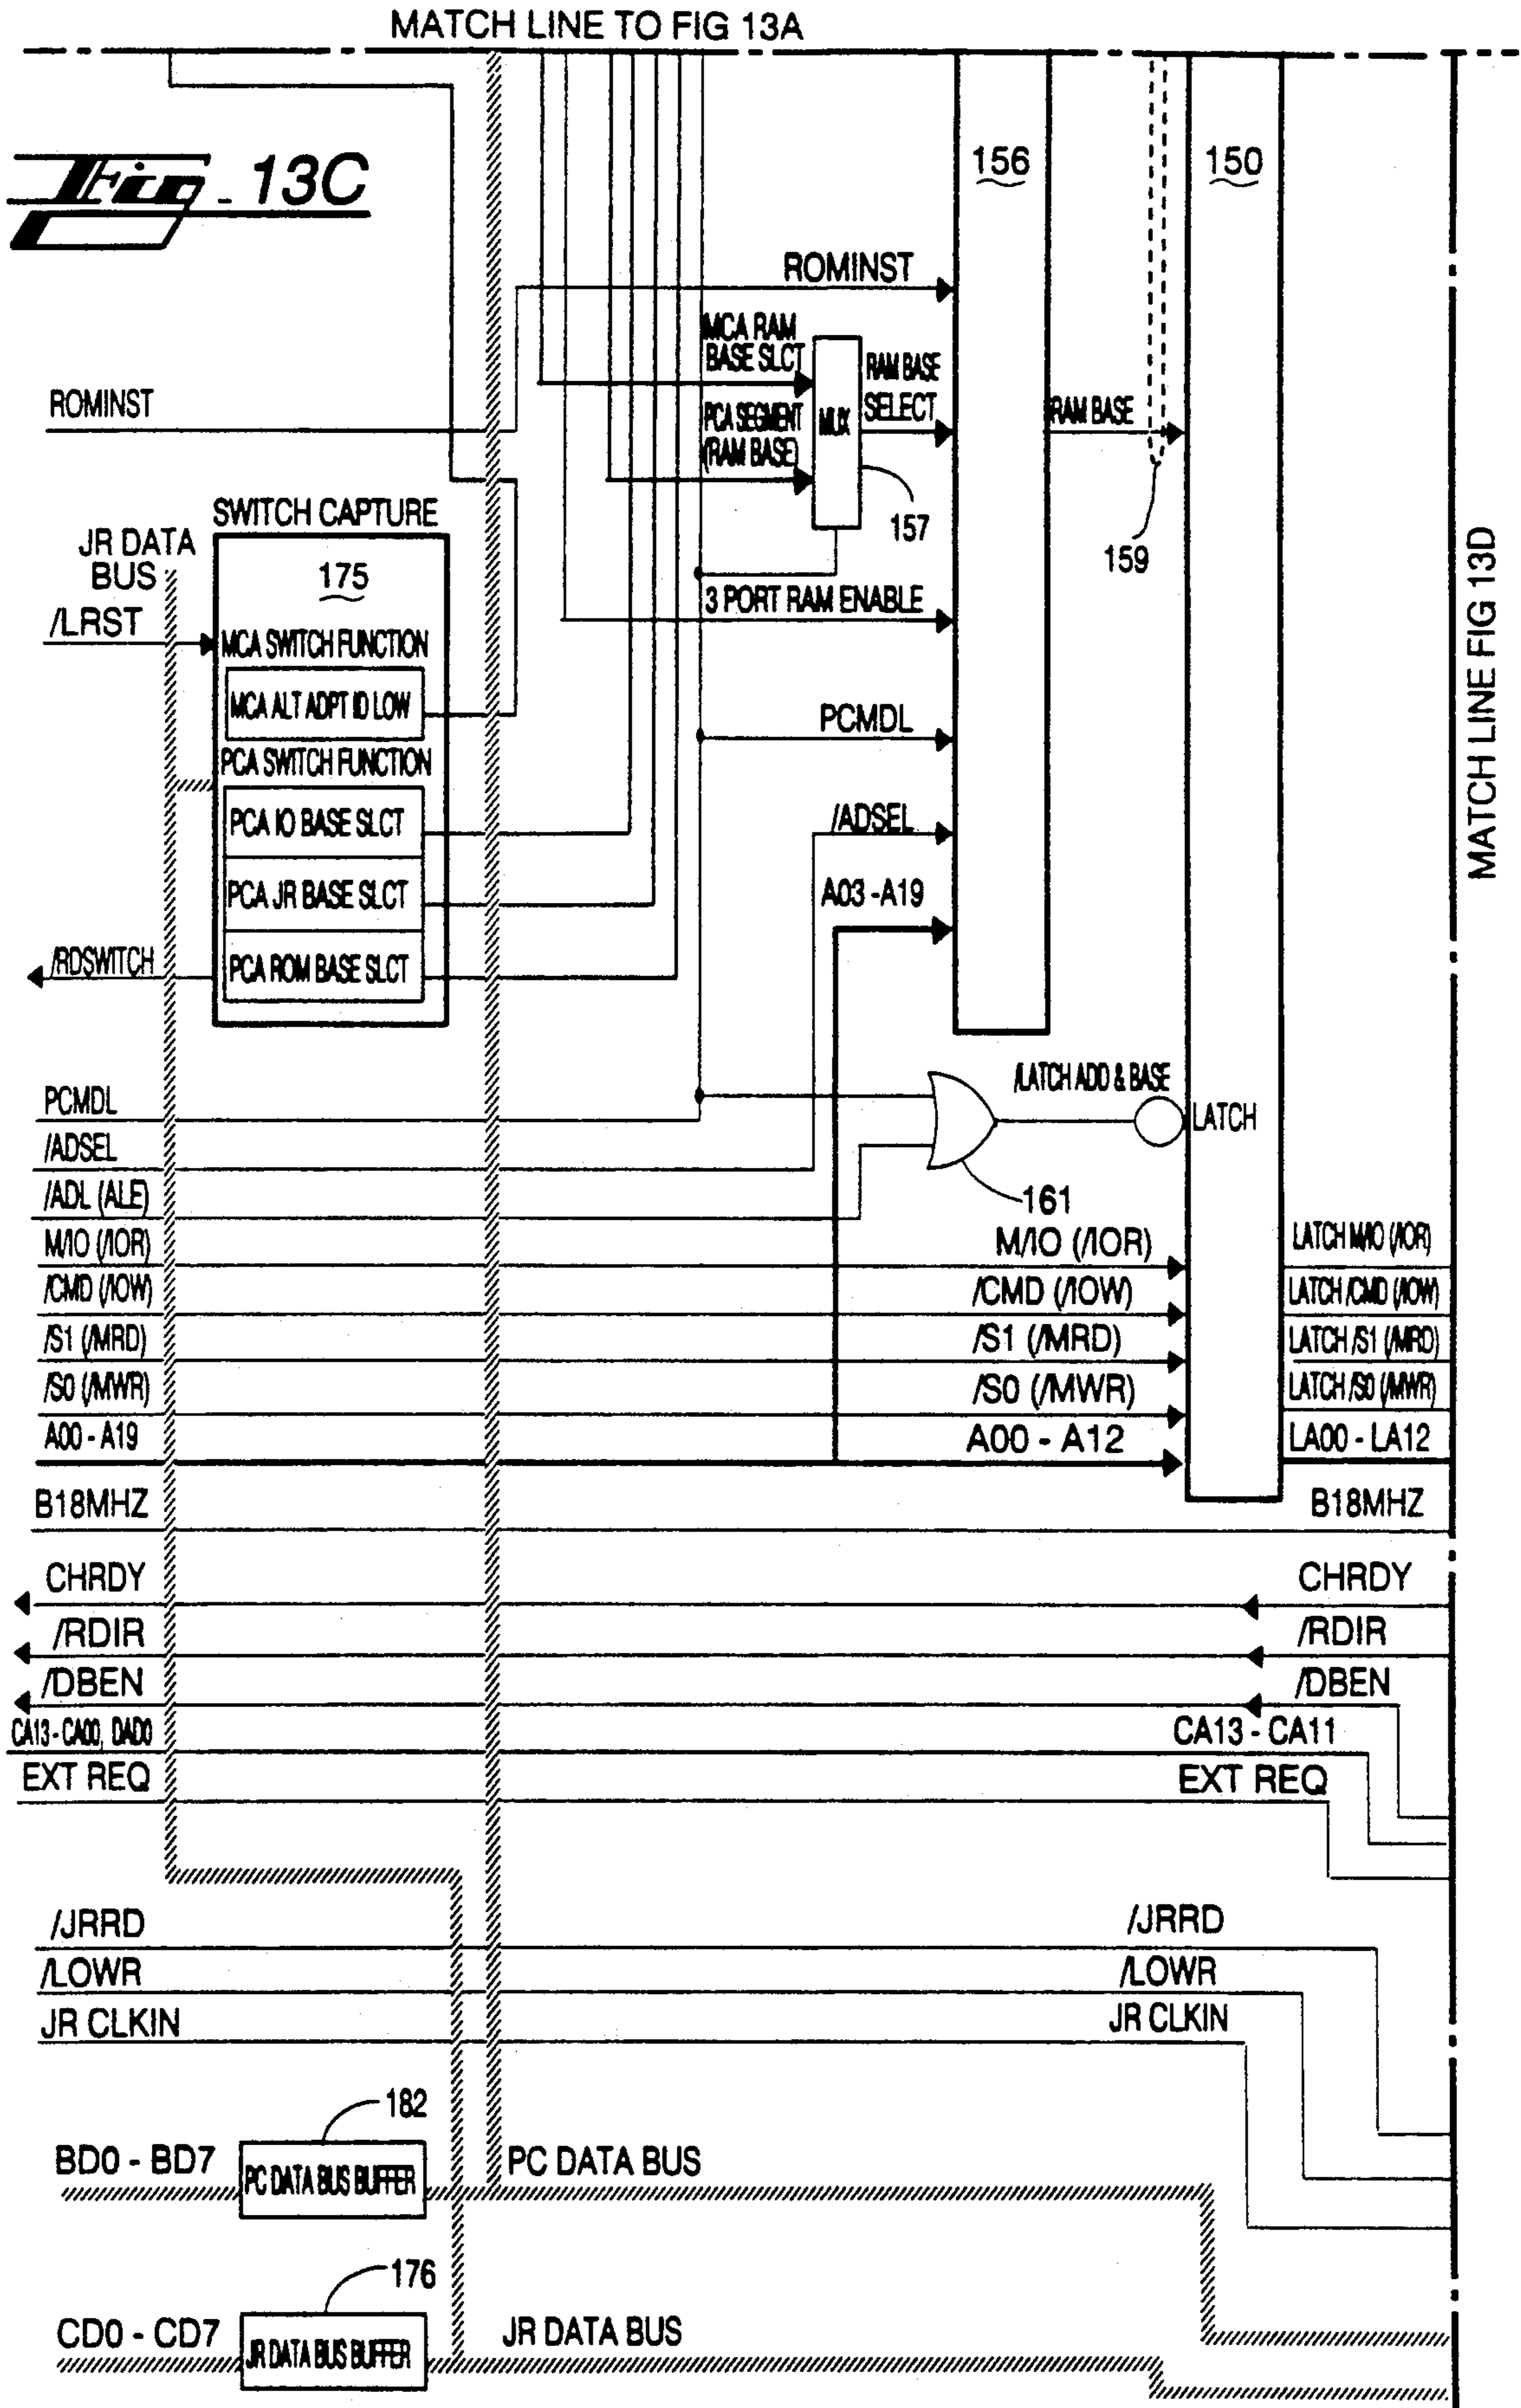 MATCH LINE TO FIG 13A
Fig - 13C
156
150
ROMINST
MCA RAM
BASE SLCT
RAM BASE
SELECT
ROMINST
PCA SEGMENT
(RAM BASE)
MUX
RAM BASE
157
159
SWITCH CAPTURE
JR DATA
BUS
175
/LRST
MCA SWITCH FUNCTION
MCA ALT ADPT ID LOW
PCA SWITCH FUNCTION
PCA IO BASE SLCT
PCA JR BASE SLCT
PCA ROM BASE SLCT
/RDSWITCH
3 PORT RAM ENABLE
PCMDL
/ADSEL
A03 -A19
MATCH LINE FIG 13D
PCMDL
/LATCH ADD & BASE
LATCH
/ADSEL
/ADL (ALE)
161
M/IO (/IOR)
M/IO (/IOR)
LATCH M/IO (/IOR)
/CMD (/IOW)
/CMD (/IOW)
LATCH /CMD (/IOW)
/S1 (/MRD)
/S1 (/MRD)
LATCH /S1 (/MRD)
/S0 (/MWR)
/S0 (/MWR)
LATCH /S0 (/MWR)
A00 - A19
A00 - A12
LA00 - LA12
B18MHZ
B18MHZ
CHRDY
CHRDY
/RDIR
/RDIR
/DBEN
/DBEN
CA13 - CA00, DAD0
CA13 - CA11
EXT REQ
EXT REQ
/JRRD
/JRRD
/LOWR
/LOWR
JR CLKIN
JR CLKIN
182
BD0 - BD7
PC DATA BUS BUFFER
PC DATA BUS
176
CD0 - CD7
JR DATA BUS BUFFER
JR DATA BUS